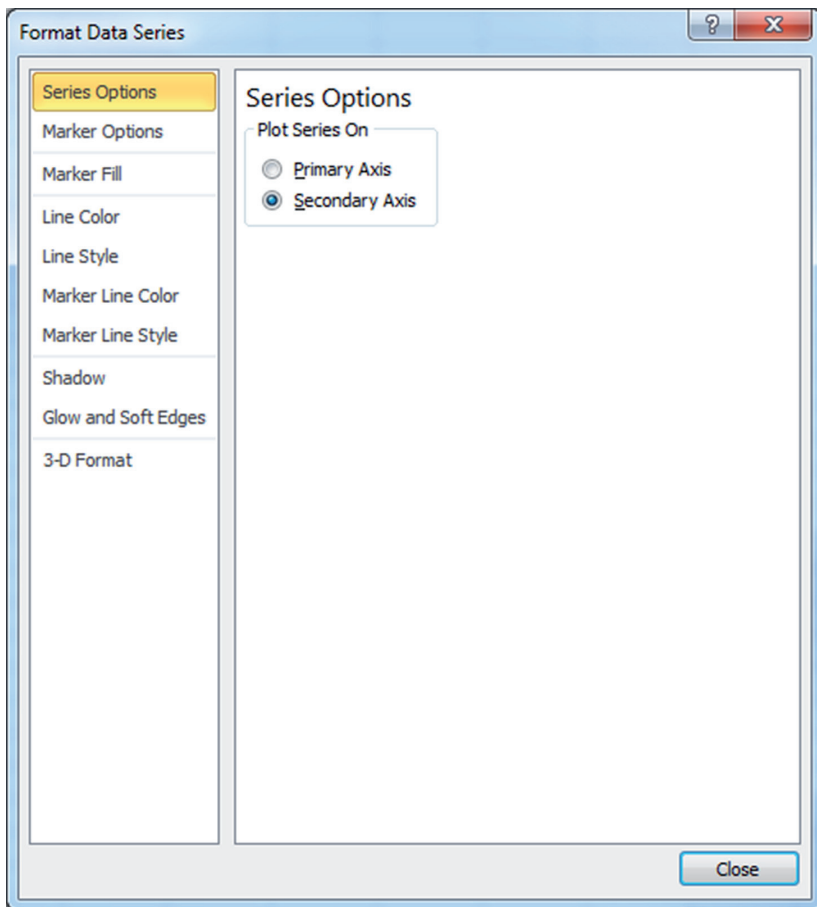 Format Data Series
?
X
Series Options
Marker Options
Marker Fill
Line Color
Line Style
Marker Line Color
Marker Line Style
Shadow
Glow and Soft Edges
3-D Format
Series Options
Plot Series On
Primary Axis
Secondary Axis
Close